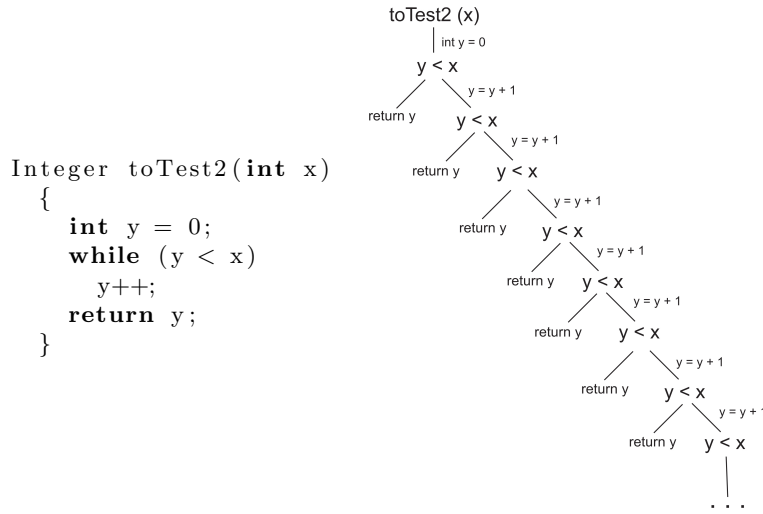 Integer toTest2(int x)
{
int y = 0;
while (y < x)
y++;
return y;
}
toTest2 (x)
int y = 0
y < x
y = y + 1
return y
y < x
y = y + 1
return y
y < x
y = y + 1
return y
y < x
y = y + 1
return y
y < x
y = y + 1
return y
y < x
y = y + 1
return y
y < x
y = y + 1
return y
y < x
. . .